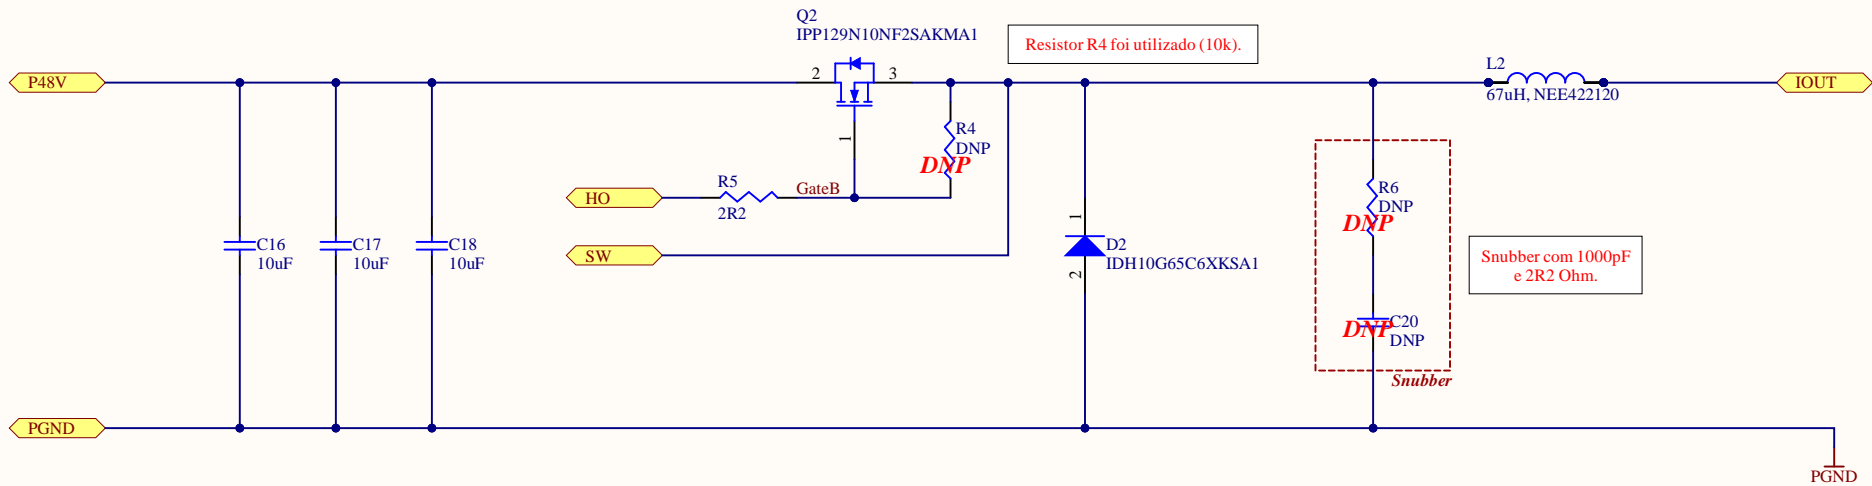 Q2
IPP129N10NF2SAKMA1
Resistor R4 foi utilizado (10k).
P48V
2
3
L2
67uH, NEE422120
IOUT
1
R4
DNP
DNP
HO
R5
2R2
GateB
SW
C16
10uF
C17
10uF
C18
10uF
1
D2
IDH10G65C6XKSA1
2
R6
DNP
DNP
Snubber com 1000pF
e 2R2 Ohm.
C20
DNP
DNP
Snubber
PGND
PGND